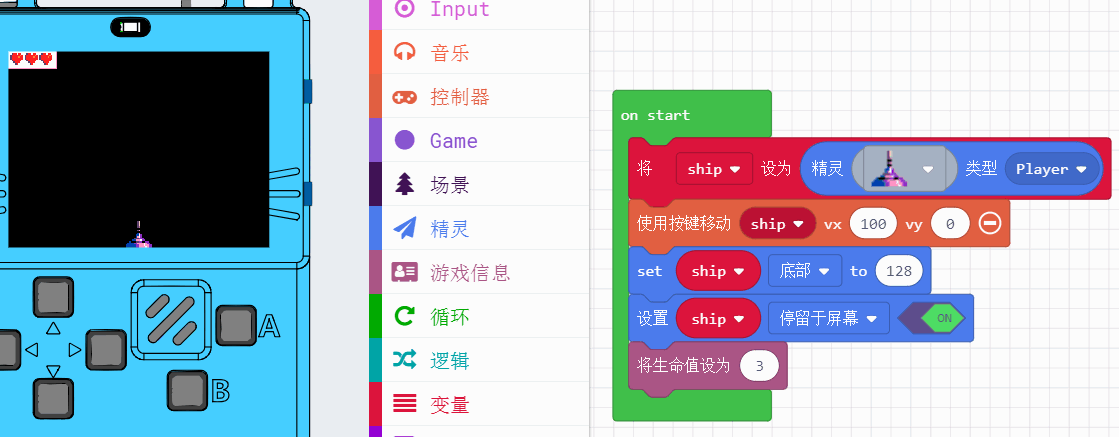 A
B
Input
音乐
控制器
Game
场景
精灵
游戏信息
循环
逻辑
变量
on start
将 ship 设为 精灵 类型 Player
使用按键移动 ship vx 100 vy 0
set ship 底部 to 128
设置 ship 停留于屏幕 ON
将生命值设为 3